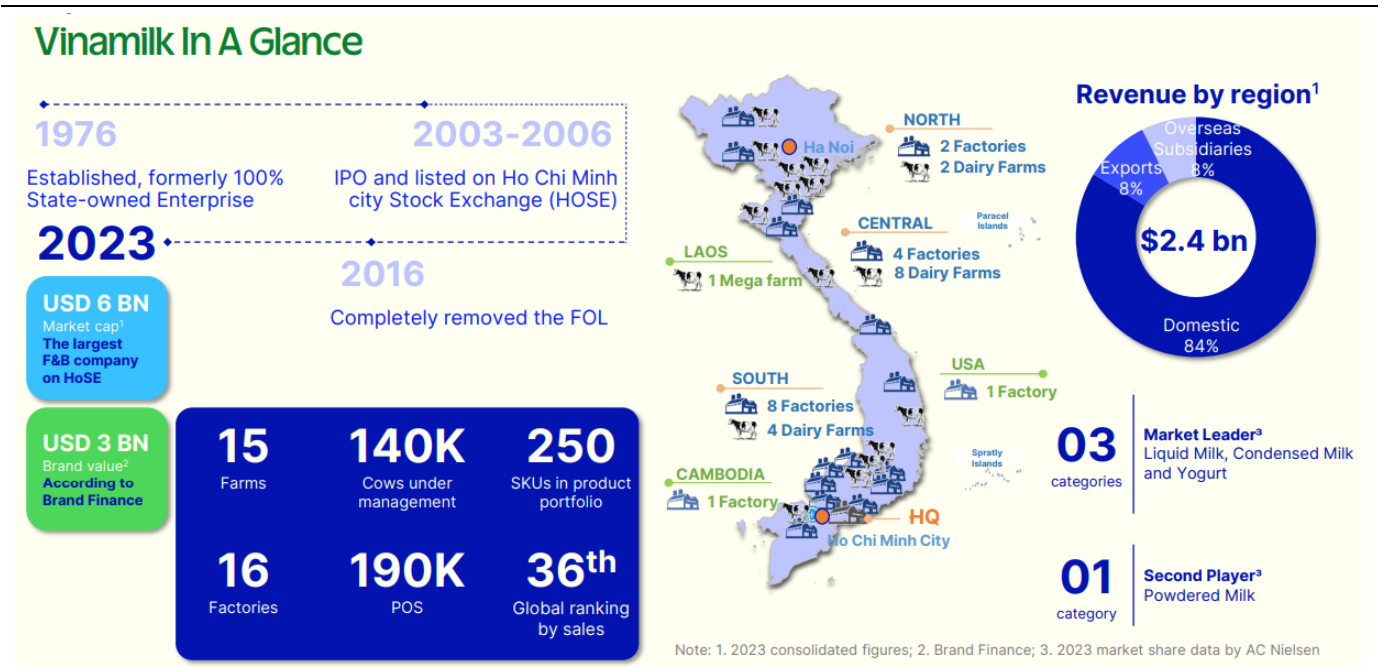 Vinamilk In A Glance
1976
Established, formerly 100%
State-owned Enterprise
2003-2006
IPO and listed on Ho Chi Minh
city Stock Exchange (HOSE)
2023
2016
Completely removed the FOL
USD 6 BN
Market cap¹
The largest
F&B company
on HoSE
USD 3 BN
Brand value²
According to
Brand Finance
15
Farms
140K
Cows under
management
250
SKUs in product
portfolio
16
Factories
190K
POS
36th
Global ranking
by sales
NORTH
2 Factories
2 Dairy Farms
Ha Noi
Paracel
Islands
CENTRAL
4 Factories
8 Dairy Farms
LAOS
1 Mega farm
USA
1 Factory
SOUTH
8 Factories
4 Dairy Farms
Spratly
Islands
CAMBODIA
1 Factory
HQ
Ho Chi Minh City
Revenue by region¹
Overseas
Subsidiaries
8%
Exports
8%
$2.4 bn
Domestic
84%
03
categories
Market Leader³
Liquid Milk, Condensed Milk
and Yogurt
01
category
Second Player³
Powdered Milk
Note: 1. 2023 consolidated figures; 2. Brand Finance; 3. 2023 market share data by AC Nielsen